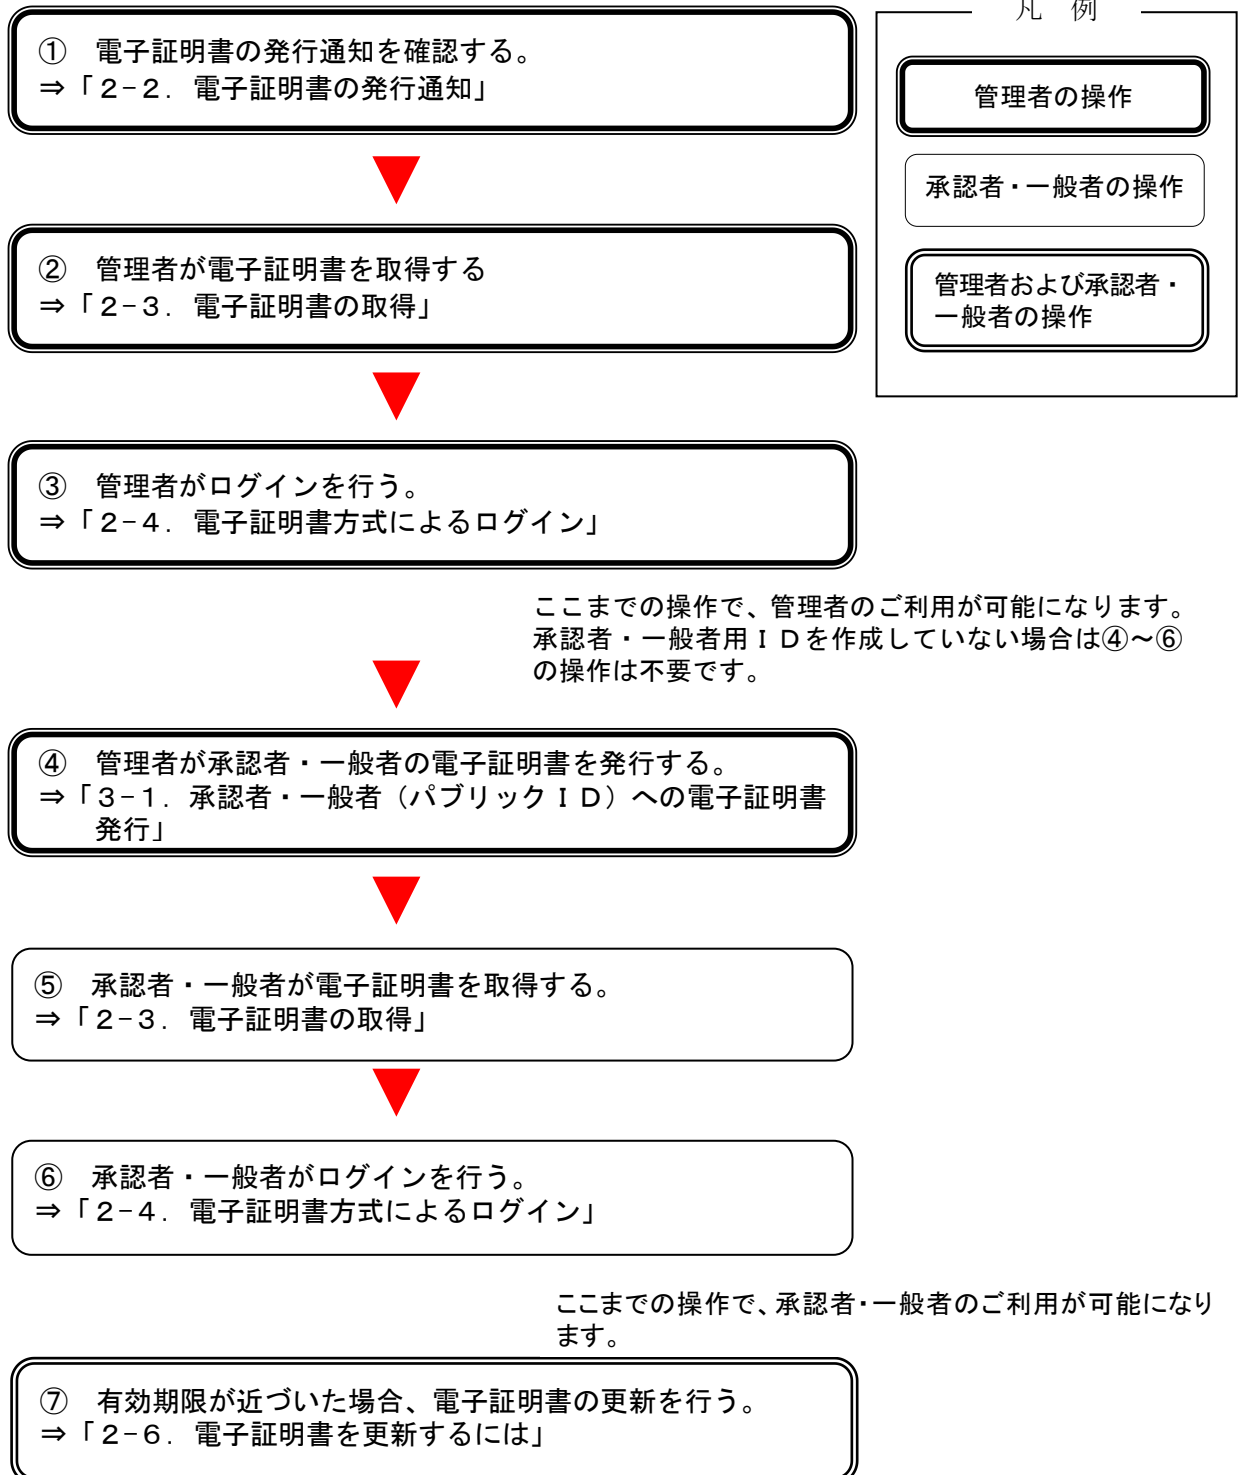 ① 電子証明書の発行通知を確認する。
⇒「２－２．電子証明書の発行通知」
凡 例
管理者の操作
承認者・一般者の操作
管理者および承認者・
一般者の操作
② 管理者が電子証明書を取得する
⇒「２－３．電子証明書の取得」
③ 管理者がログインを行う。
⇒「２－４．電子証明書方式によるログイン」
ここまでの操作で、管理者のご利用が可能になります。
承認者・一般者用ＩＤを作成していない場合は④～⑥
の操作は不要です。
④ 管理者が承認者・一般者の電子証明書を発行する。
⇒「３－１．承認者・一般者（パブリックＩＤ）への電子証明書
発行」
⑤ 承認者・一般者が電子証明書を取得する。
⇒「２－３．電子証明書の取得」
⑥ 承認者・一般者がログインを行う。
⇒「２－４．電子証明書方式によるログイン」
ここまでの操作で、承認者・一般者のご利用が可能になり
ます。
⑦ 有効期限が近づいた場合、電子証明書の更新を行う。
⇒「２－６．電子証明書を更新するには」